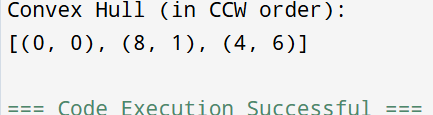 Convex Hull (in CCW order):
[(0, 0), (8, 1), (4, 6)]
=== Code Execution Successful ===